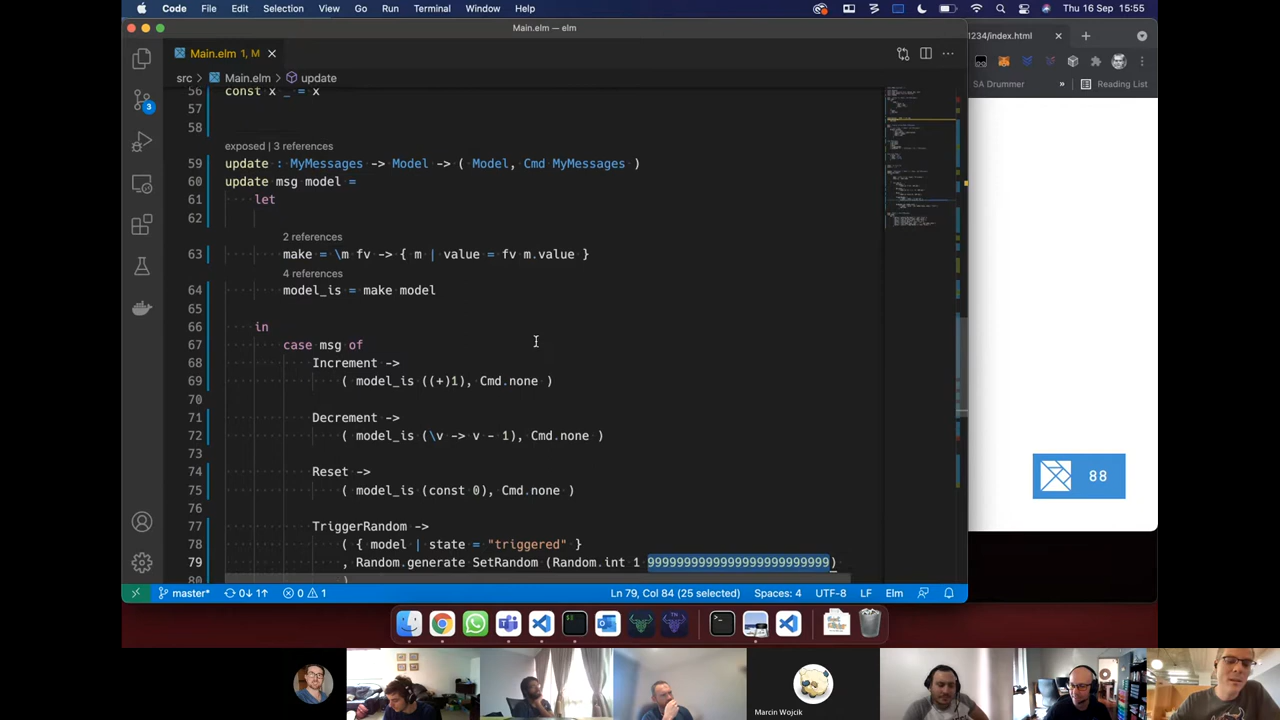 Code File Edit Selection View Go Run Terminal Window Help Thu 16 Sep 15:55
Main.elm — elm
1234/index.html
Main.elm 1, M
src > Main.elm > update
SA Drummer » Reading List
56 const x _ = x
57
58
exposed | 3 references
59 update : MyMessages -> Model -> ( Model, Cmd MyMessages )
60 update msg model =
61 let
62
2 references
63 make = \m fv -> { m | value = fv m.value }
4 references
64 model_is = make model
65
66 in
67 case msg of
68 Increment ->
69 ( model_is ((+)1), Cmd.none )
70
71 Decrement ->
72 ( model_is (\v -> v - 1), Cmd.none )
73
74 Reset ->
75 ( model_is (const 0), Cmd.none )
76
77 TriggerRandom ->
78 ( { model | state = "triggered" }
79 , Random.generate SetRandom (Random.int 1 9999999999999999999999999)
80 )
3
88
master* 0↓ 1↑ 0 1 Ln 79, Col 84 (25 selected) Spaces: 4 UTF-8 LF Elm
Marcin Wojcik